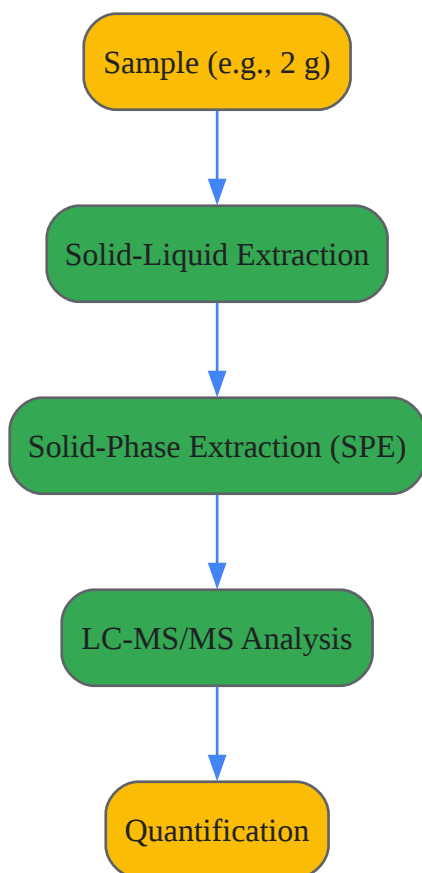 Sample (e.g., 2 g)
Solid-Liquid Extraction
Solid-Phase Extraction (SPE)
LC-MS/MS Analysis
Quantification